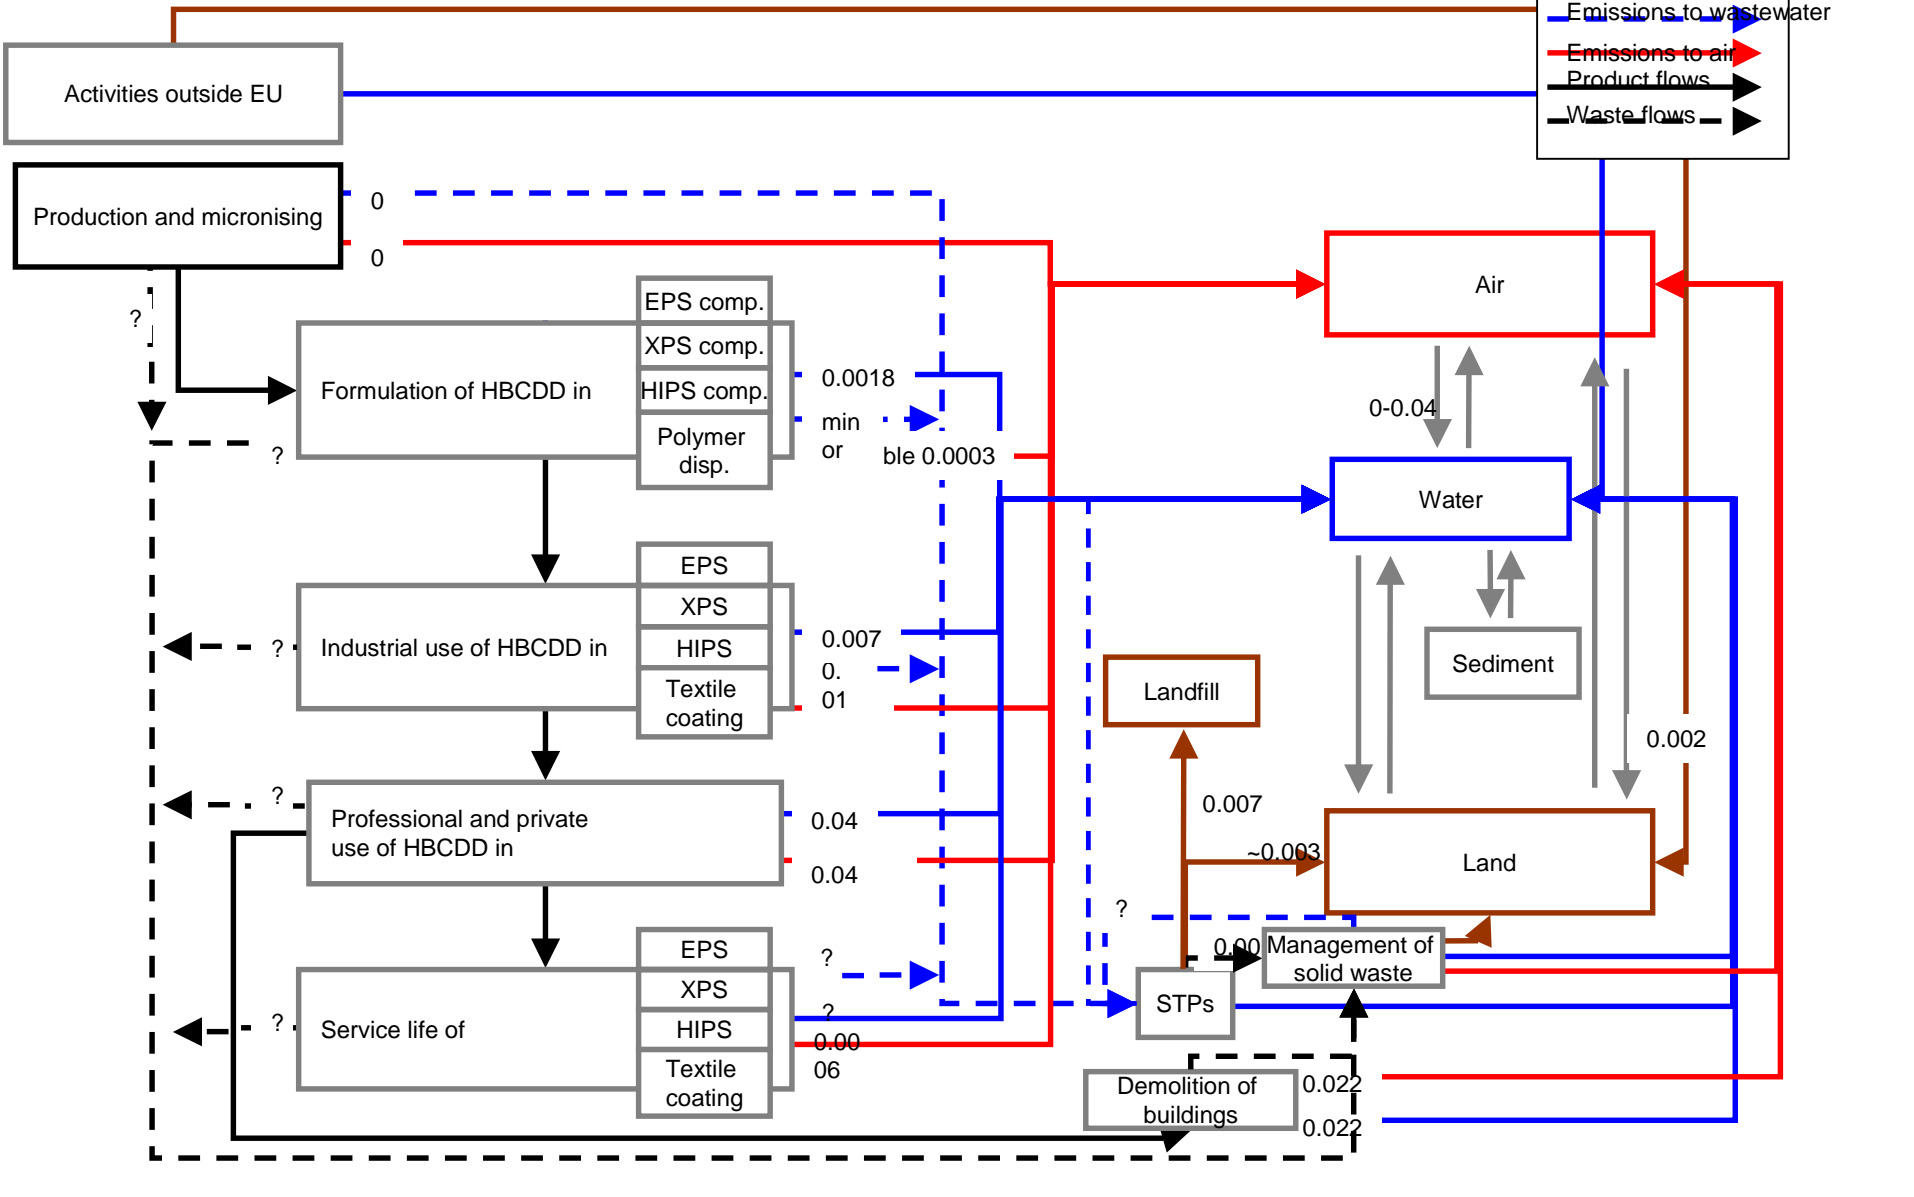 Emissions to wastewater
Emissions to air
Product flows
Waste flows
Activities outside EU
Production and micronising
0
0
?
EPS comp.
XPS comp.
HIPS comp.
Polymer
disp.
Formulation of HBCDD in
0.0018
min
or
ble 0.0003
?
Air
0-0.04
Water
Sediment
EPS
XPS
HIPS
Textile
coating
Industrial use of HBCDD in
?
0.007
0.
01
Landfill
0.002
?
Professional and private
use of HBCDD in
0.04
0.04
0.007
~0.003
Land
?
0.00
Management of
solid waste
EPS
XPS
HIPS
Textile
coating
Service life of
?
?
?
0.00
06
STPs
Demolition of
buildings
0.022
0.022